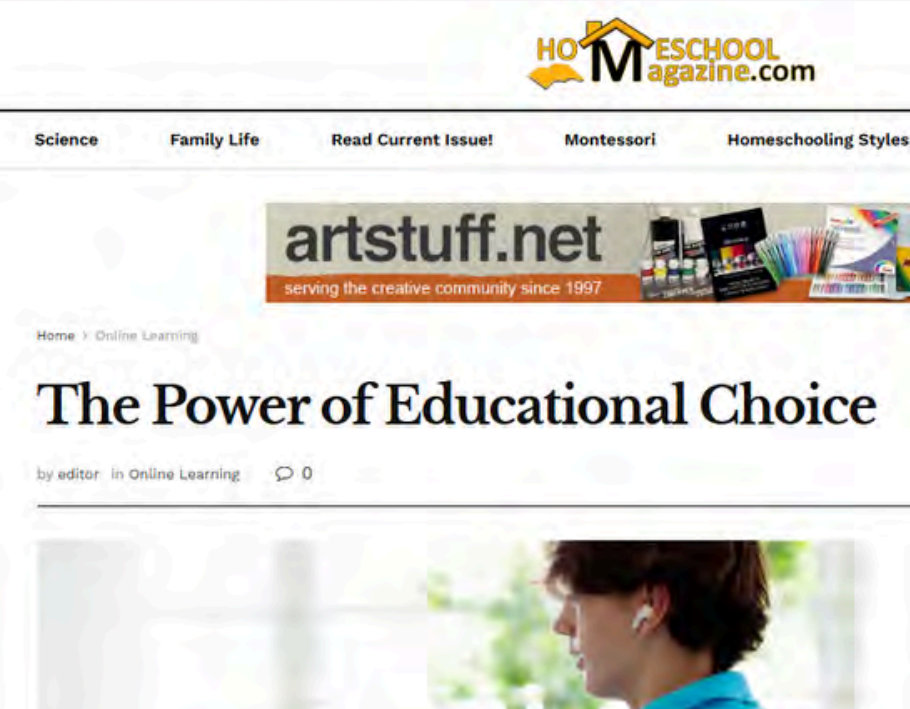 HOMESCHOOL
Magazine.com
Science Family Life Read Current Issue! Montessori Homeschooling Styles
artstuff.net
serving the creative community since 1997
Home > Online Learning
The Power of Educational Choice
by editor in Online Learning 0